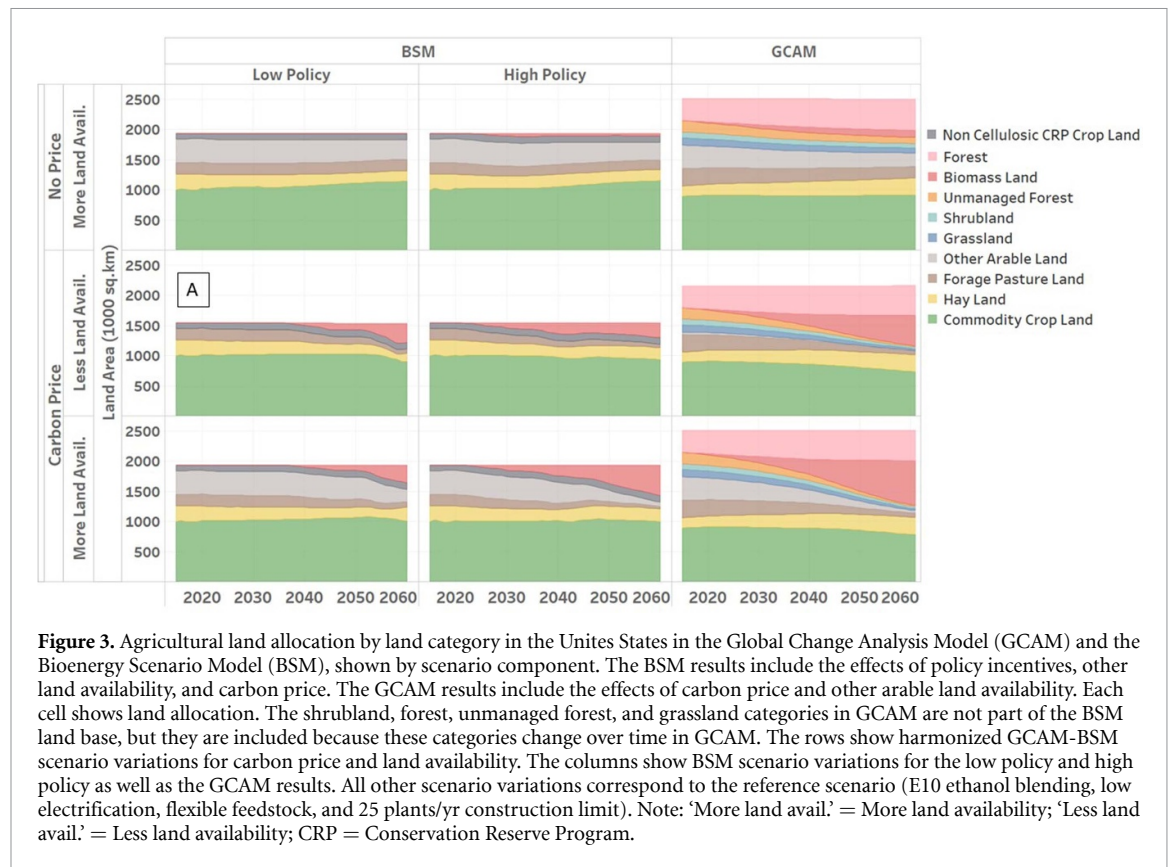 BSM
GCAM
Low Policy
High Policy
No Price
More Land Avail.
Carbon Price
Less Land Avail.
More Land Avail.
Land Area (1000 sq.km)
2500
2000
1500
1000
500
2500
2000
1500
1000
500
2500
2000
1500
1000
500
A
2020 2030 2040 2050 2060
2020 2030 2040 2050 2060
2020 2030 2040 2050 2060
Non Cellulosic CRP Crop Land
Forest
Biomass Land
Unmanaged Forest
Shrubland
Grassland
Other Arable Land
Forage Pasture Land
Hay Land
Commodity Crop Land
Figure 3. Agricultural land allocation by land category in the Unites States in the Global Change Analysis Model (GCAM) and the
Bioenergy Scenario Model (BSM), shown by scenario component. The BSM results include the effects of policy incentives, other
land availability, and carbon price. The GCAM results include the effects of carbon price and other arable land availability. Each
cell shows land allocation. The shrubland, forest, unmanaged forest, and grassland categories in GCAM are not part of the BSM
land base, but they are included because these categories change over time in GCAM. The rows show harmonized GCAM-BSM
scenario variations for carbon price and land availability. The columns show BSM scenario variations for the low policy and high
policy as well as the GCAM results. All other scenario variations correspond to the reference scenario (E10 ethanol blending, low
electrification, flexible feedstock, and 25 plants/yr construction limit). Note: ‘More land avail.’ = More land availability; ‘Less land
avail.’ = Less land availability; CRP = Conservation Reserve Program.